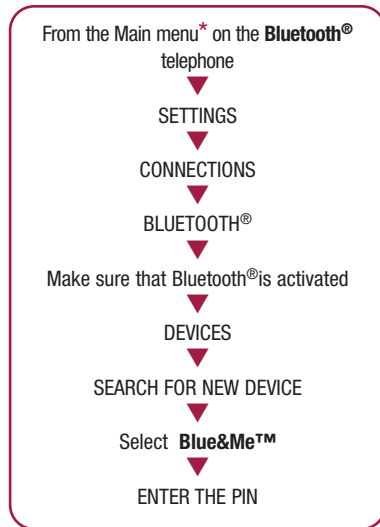 From the Main menu* on the Bluetooth®
telephone
SETTINGS
CONNECTIONS
BLUETOOTH®
Make sure that Bluetooth®is activated
DEVICES
SEARCH FOR NEW DEVICE
Select Blue&Me™
ENTER THE PIN